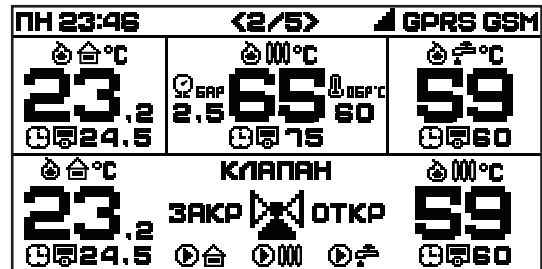 ПН 23:46 <2/5> GPRS GSM
°C °C °C
23,2 2,5 БАР 65 ОБР°C 60 59
24,5 75 60
°C КЛАПАН °C
23,2 ЗАКР ОТКР 59
24,5 60